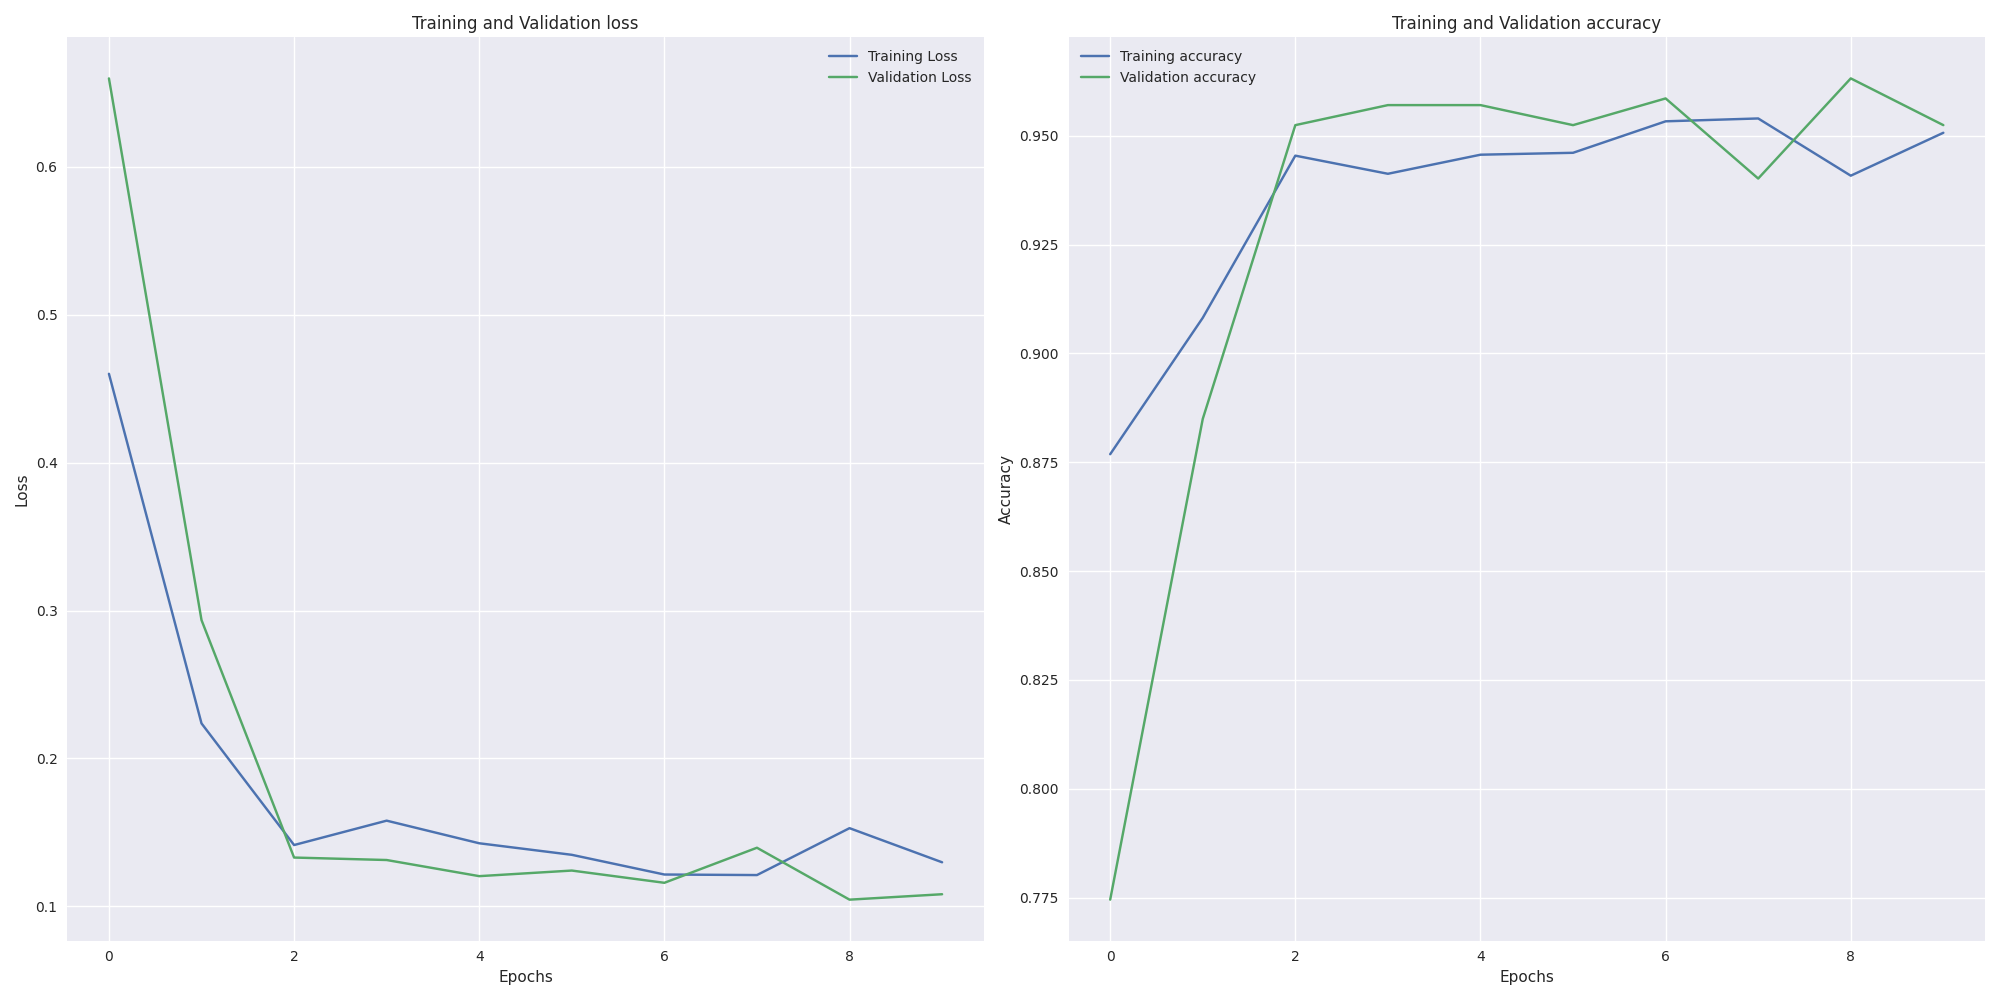 Training and Validation loss
Training Loss
Validation Loss
0.6
0.5
0.4
0.3
0.2
0.1
Loss
0 2 4 6 8
Epochs
Training and Validation accuracy
Training accuracy
Validation accuracy
0.950
0.925
0.900
0.875
0.850
0.825
0.800
0.775
Accuracy
0 2 4 6 8
Epochs